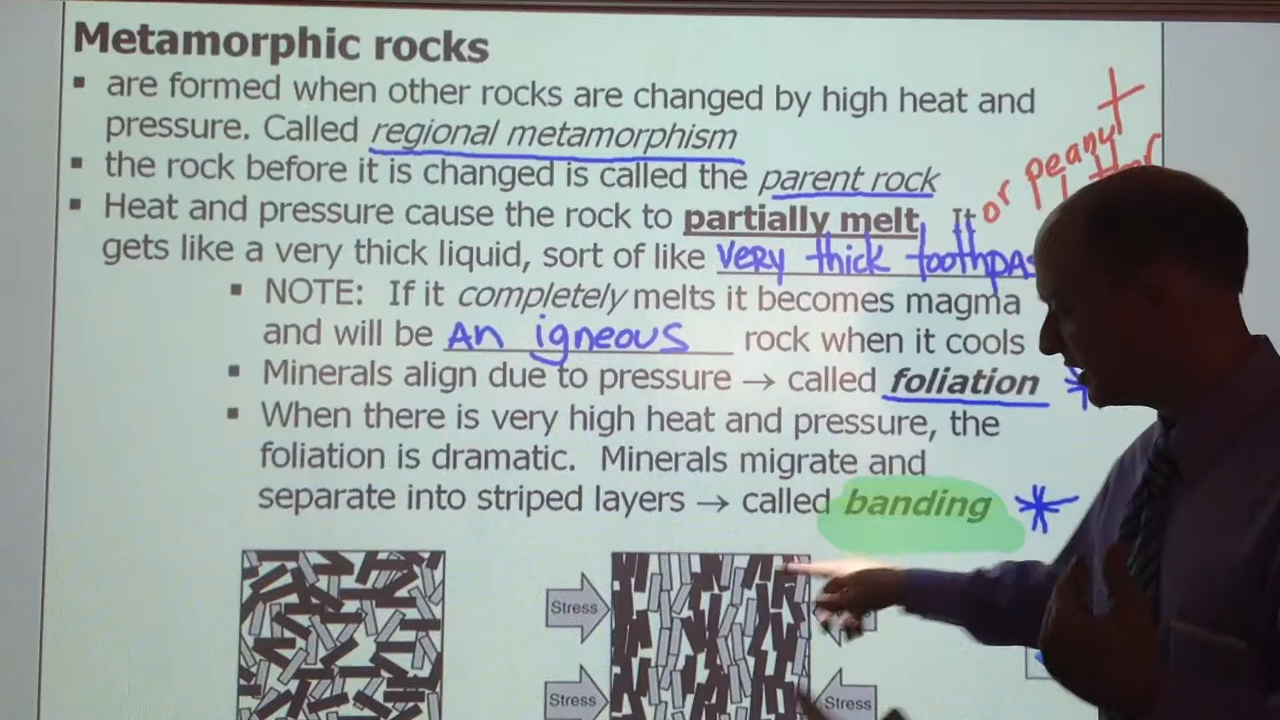 Metamorphic rocks
▪ are formed when other rocks are changed by high heat and
pressure. Called regional metamorphism
▪ the rock before it is changed is called the parent rock
▪ Heat and pressure cause the rock to partially melt. It
gets like a very thick liquid, sort of like very thick
or peanut
▪ NOTE: If it completely melts it becomes magma
and will be An igneous rock when it cools
▪ Minerals align due to pressure → called foliation
▪ When there is very high heat and pressure, the
foliation is dramatic. Minerals migrate and
separate into striped layers → called banding
Stress
Stress
Stress